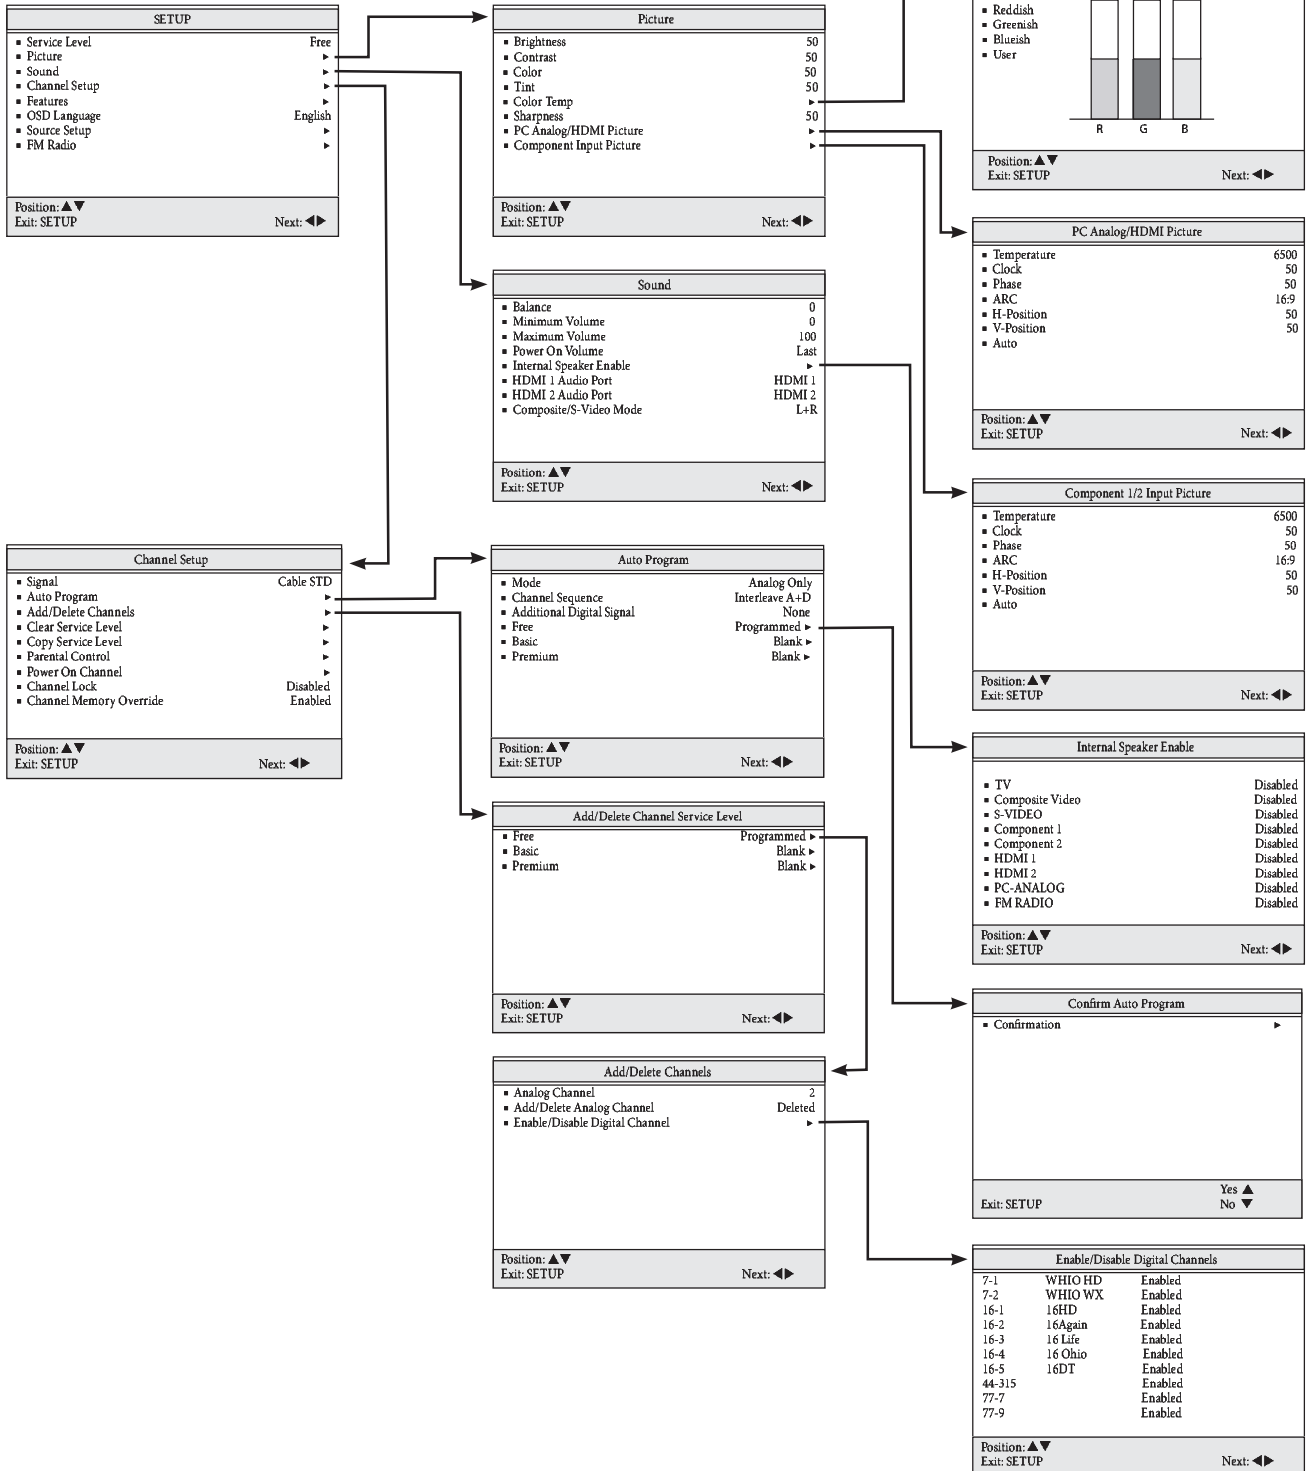 SETUP
Service Level Free
Picture ▶
Sound ▶
Channel Setup ▶
Features ▶
OSD Language English
Source Setup ▶
FM Radio ▶
Position: ▲▼
Exit: SETUP Next: ◀▶
Picture
Brightness 50
Contrast 50
Color 50
Tint 50
Color Temp ▶
Sharpness 50
PC Analog/HDMI Picture ▶
Component Input Picture ▶
Position: ▲▼
Exit: SETUP Next: ◀▶
Reddish
Greenish
Blueish
User
R G B
Position: ▲▼
Exit: SETUP Next: ◀▶
PC Analog/HDMI Picture
Temperature 6500
Clock 50
Phase 50
ARC 16:9
H-Position 50
V-Position 50
Auto
Position: ▲▼
Exit: SETUP Next: ◀▶
Sound
Balance 0
Minimum Volume 0
Maximum Volume 100
Power On Volume Last
Internal Speaker Enable ▶
HDMI 1 Audio Port HDMI 1
HDMI 2 Audio Port HDMI 2
Composite/S-Video Mode L+R
Position: ▲▼
Exit: SETUP Next: ◀▶
Component 1/2 Input Picture
Temperature 6500
Clock 50
Phase 50
ARC 16:9
H-Position 50
V-Position 50
Auto
Position: ▲▼
Exit: SETUP Next: ◀▶
Channel Setup
Signal Cable STD
Auto Program ▶
Add/Delete Channels ▶
Clear Service Level ▶
Copy Service Level ▶
Parental Control ▶
Power On Channel ▶
Channel Lock Disabled
Channel Memory Override Enabled
Position: ▲▼
Exit: SETUP Next: ◀▶
Auto Program
Mode Analog Only
Channel Sequence Interleave A+D
Additional Digital Signal None
Free Programmed ▶
Basic Blank ▶
Premium Blank ▶
Position: ▲▼
Exit: SETUP Next: ◀▶
Internal Speaker Enable
TV Disabled
Composite Video Disabled
S-VIDEO Disabled
Component 1 Disabled
Component 2 Disabled
HDMI 1 Disabled
HDMI 2 Disabled
PC-ANALOG Disabled
FM RADIO Disabled
Position: ▲▼
Exit: SETUP Next: ◀▶
Add/Delete Channel Service Level
Free Programmed ▶
Basic Blank ▶
Premium Blank ▶
Position: ▲▼
Exit: SETUP Next: ◀▶
Confirm Auto Program
Confirmation ▶
Yes ▲
Exit: SETUP No ▼
Add/Delete Channels
Analog Channel 2
Add/Delete Analog Channel Deleted
Enable/Disable Digital Channel ▶
Position: ▲▼
Exit: SETUP Next: ◀▶
Enable/Disable Digital Channels
7-1 WHIO HD Enabled
7-2 WHIO WX Enabled
16-1 16HD Enabled
16-2 16Again Enabled
16-3 16 Life Enabled
16-4 16 Ohio Enabled
16-5 16DT Enabled
44-315 Enabled
77-7 Enabled
77-9 Enabled
Position: ▲▼
Exit: SETUP Next: ◀▶